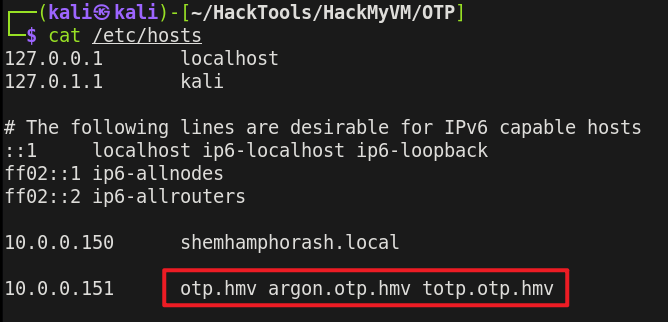 ┌──(kali㉿kali)-[~/HackTools/HackMyVM/OTP]
└─$ cat /etc/hosts
127.0.0.1       localhost
127.0.1.1       kali

# The following lines are desirable for IPv6 capable hosts
::1     localhost ip6-localhost ip6-loopback
ff02::1 ip6-allnodes
ff02::2 ip6-allrouters

10.0.0.150      shemhamphorash.local

10.0.0.151      otp.hmv argon.otp.hmv totp.otp.hmv